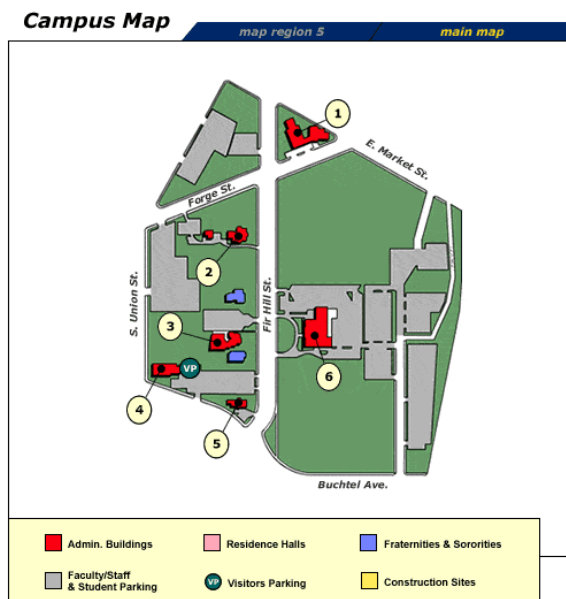 Campus Map
map region 5
main map
1
E. Market St.
Forge St.
2
S. Union St.
Fir Hill St.
3
VP
6
4
5
Buchtel Ave.
Admin. Buildings
Residence Halls
Fraternities & Sororities
Faculty/Staff
& Student Parking
VP
Visitors Parking
Construction Sites